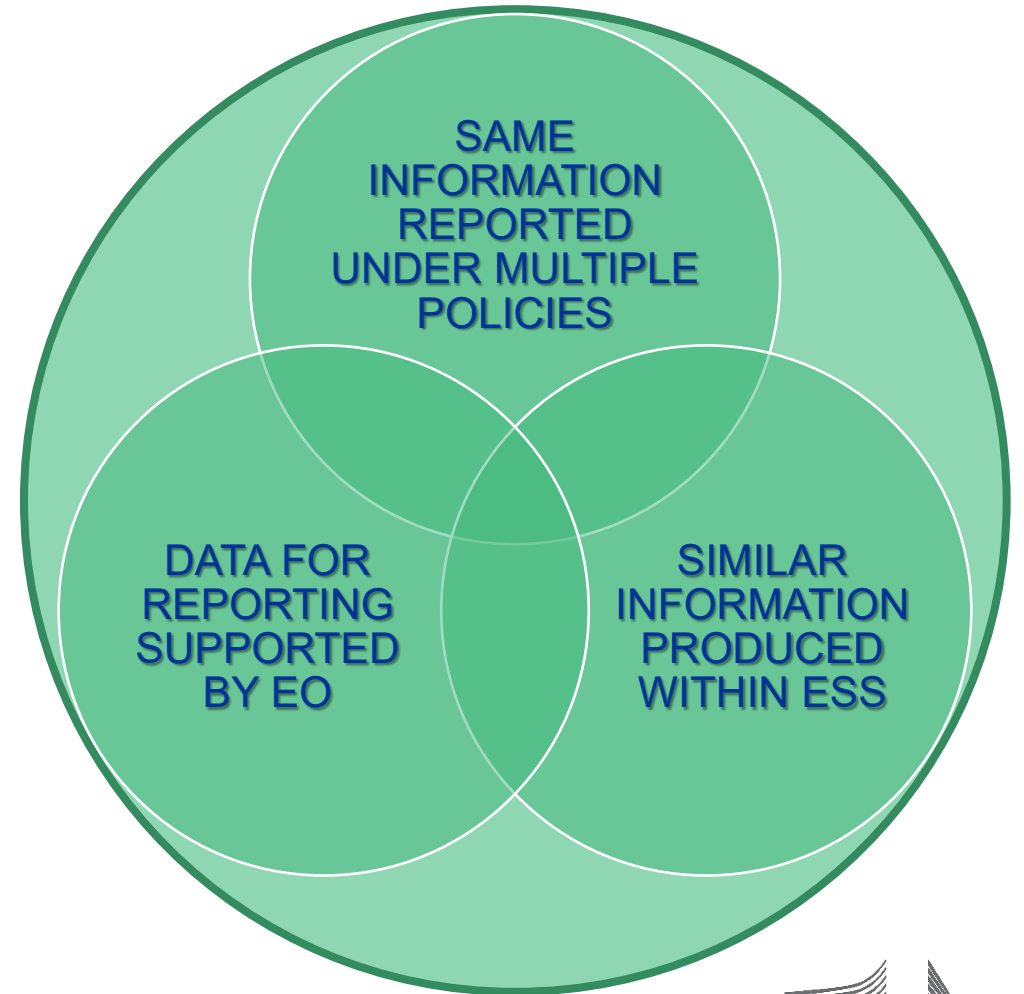 SAME
INFORMATION
REPORTED
UNDER MULTIPLE
POLICIES
DATA FOR
REPORTING
SUPPORTED
BY EO
SIMILAR
INFORMATION
PRODUCED
WITHIN ESS